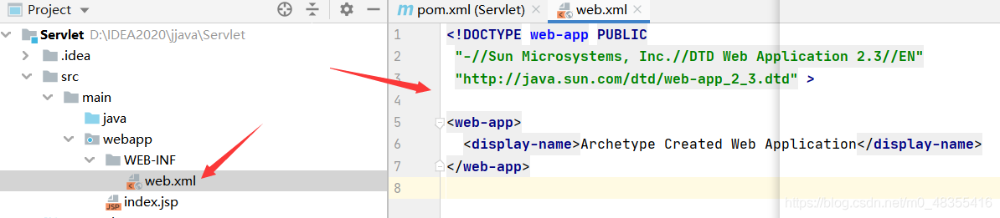 Project
Servlet D:\IDEA2020\jjava\Servlet
.idea
src
main
java
webapp
WEB-INF
web.xml
JSP index.jsp
m pom.xml (Servlet)
web.xml
1 <!DOCTYPE web-app PUBLIC
2 "-//Sun Microsystems, Inc.//DTD Web Application 2.3//EN"
3 "http://java.sun.com/dtd/web-app_2_3.dtd" >
4
5 <web-app>
6 <display-name>Archetype Created Web Application</display-name>
7 </web-app>
8
https://blog.csdn.net/m0_48355416